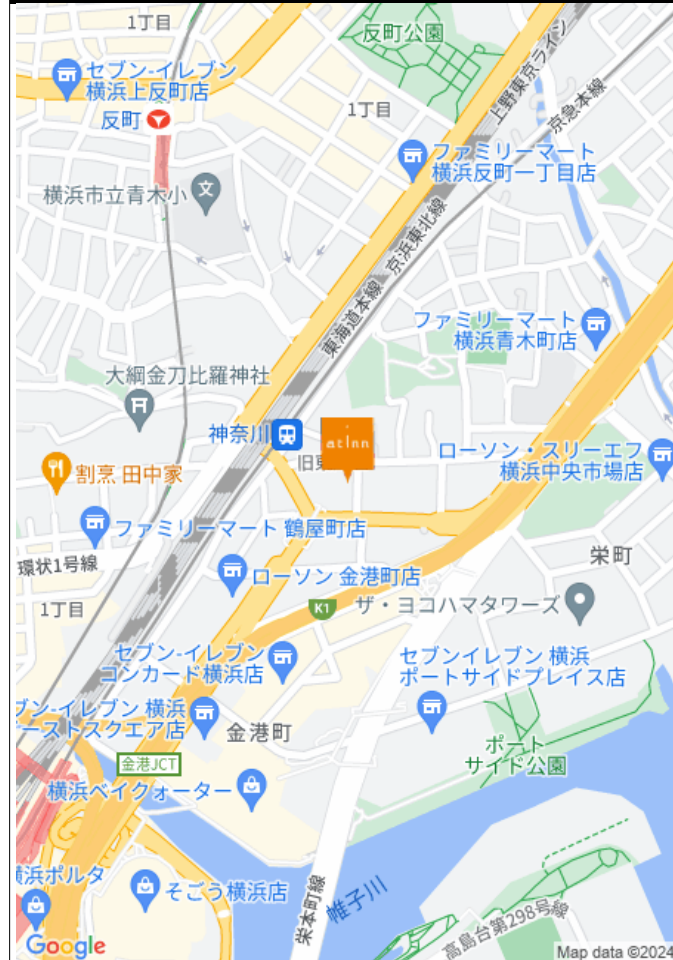 1丁目
反町公園
セブン-イレブン
横浜上反町店
上野東京ライン
京急本線
反町
1丁目
ファミリーマート
横浜反町一丁目店
横浜市立青木小
文
京浜東北線
東海道本線
ファミリーマート
横浜青木町店
大綱金刀比羅神社
神奈川
at inn
旧東
ローソン・スリーエフ
横浜中央市場店
割烹 田中家
ファミリーマート 鶴屋町店
栄町
環状1号線
ローソン 金港町店
1丁目
K1
ザ・ヨコハマタワーズ
セブン-イレブン
コンカード横浜店
セブンイレブン 横浜
ポートサイドプレイス店
ブン-イレブン 横浜
ーストスクエア店
金港町
ポート
サイド公園
金港JCT
横浜ベイクォーター
横浜ポルタ
そごう横浜店
栄本町線
帷子川
高島台第298号線
Google
Map data ©2024